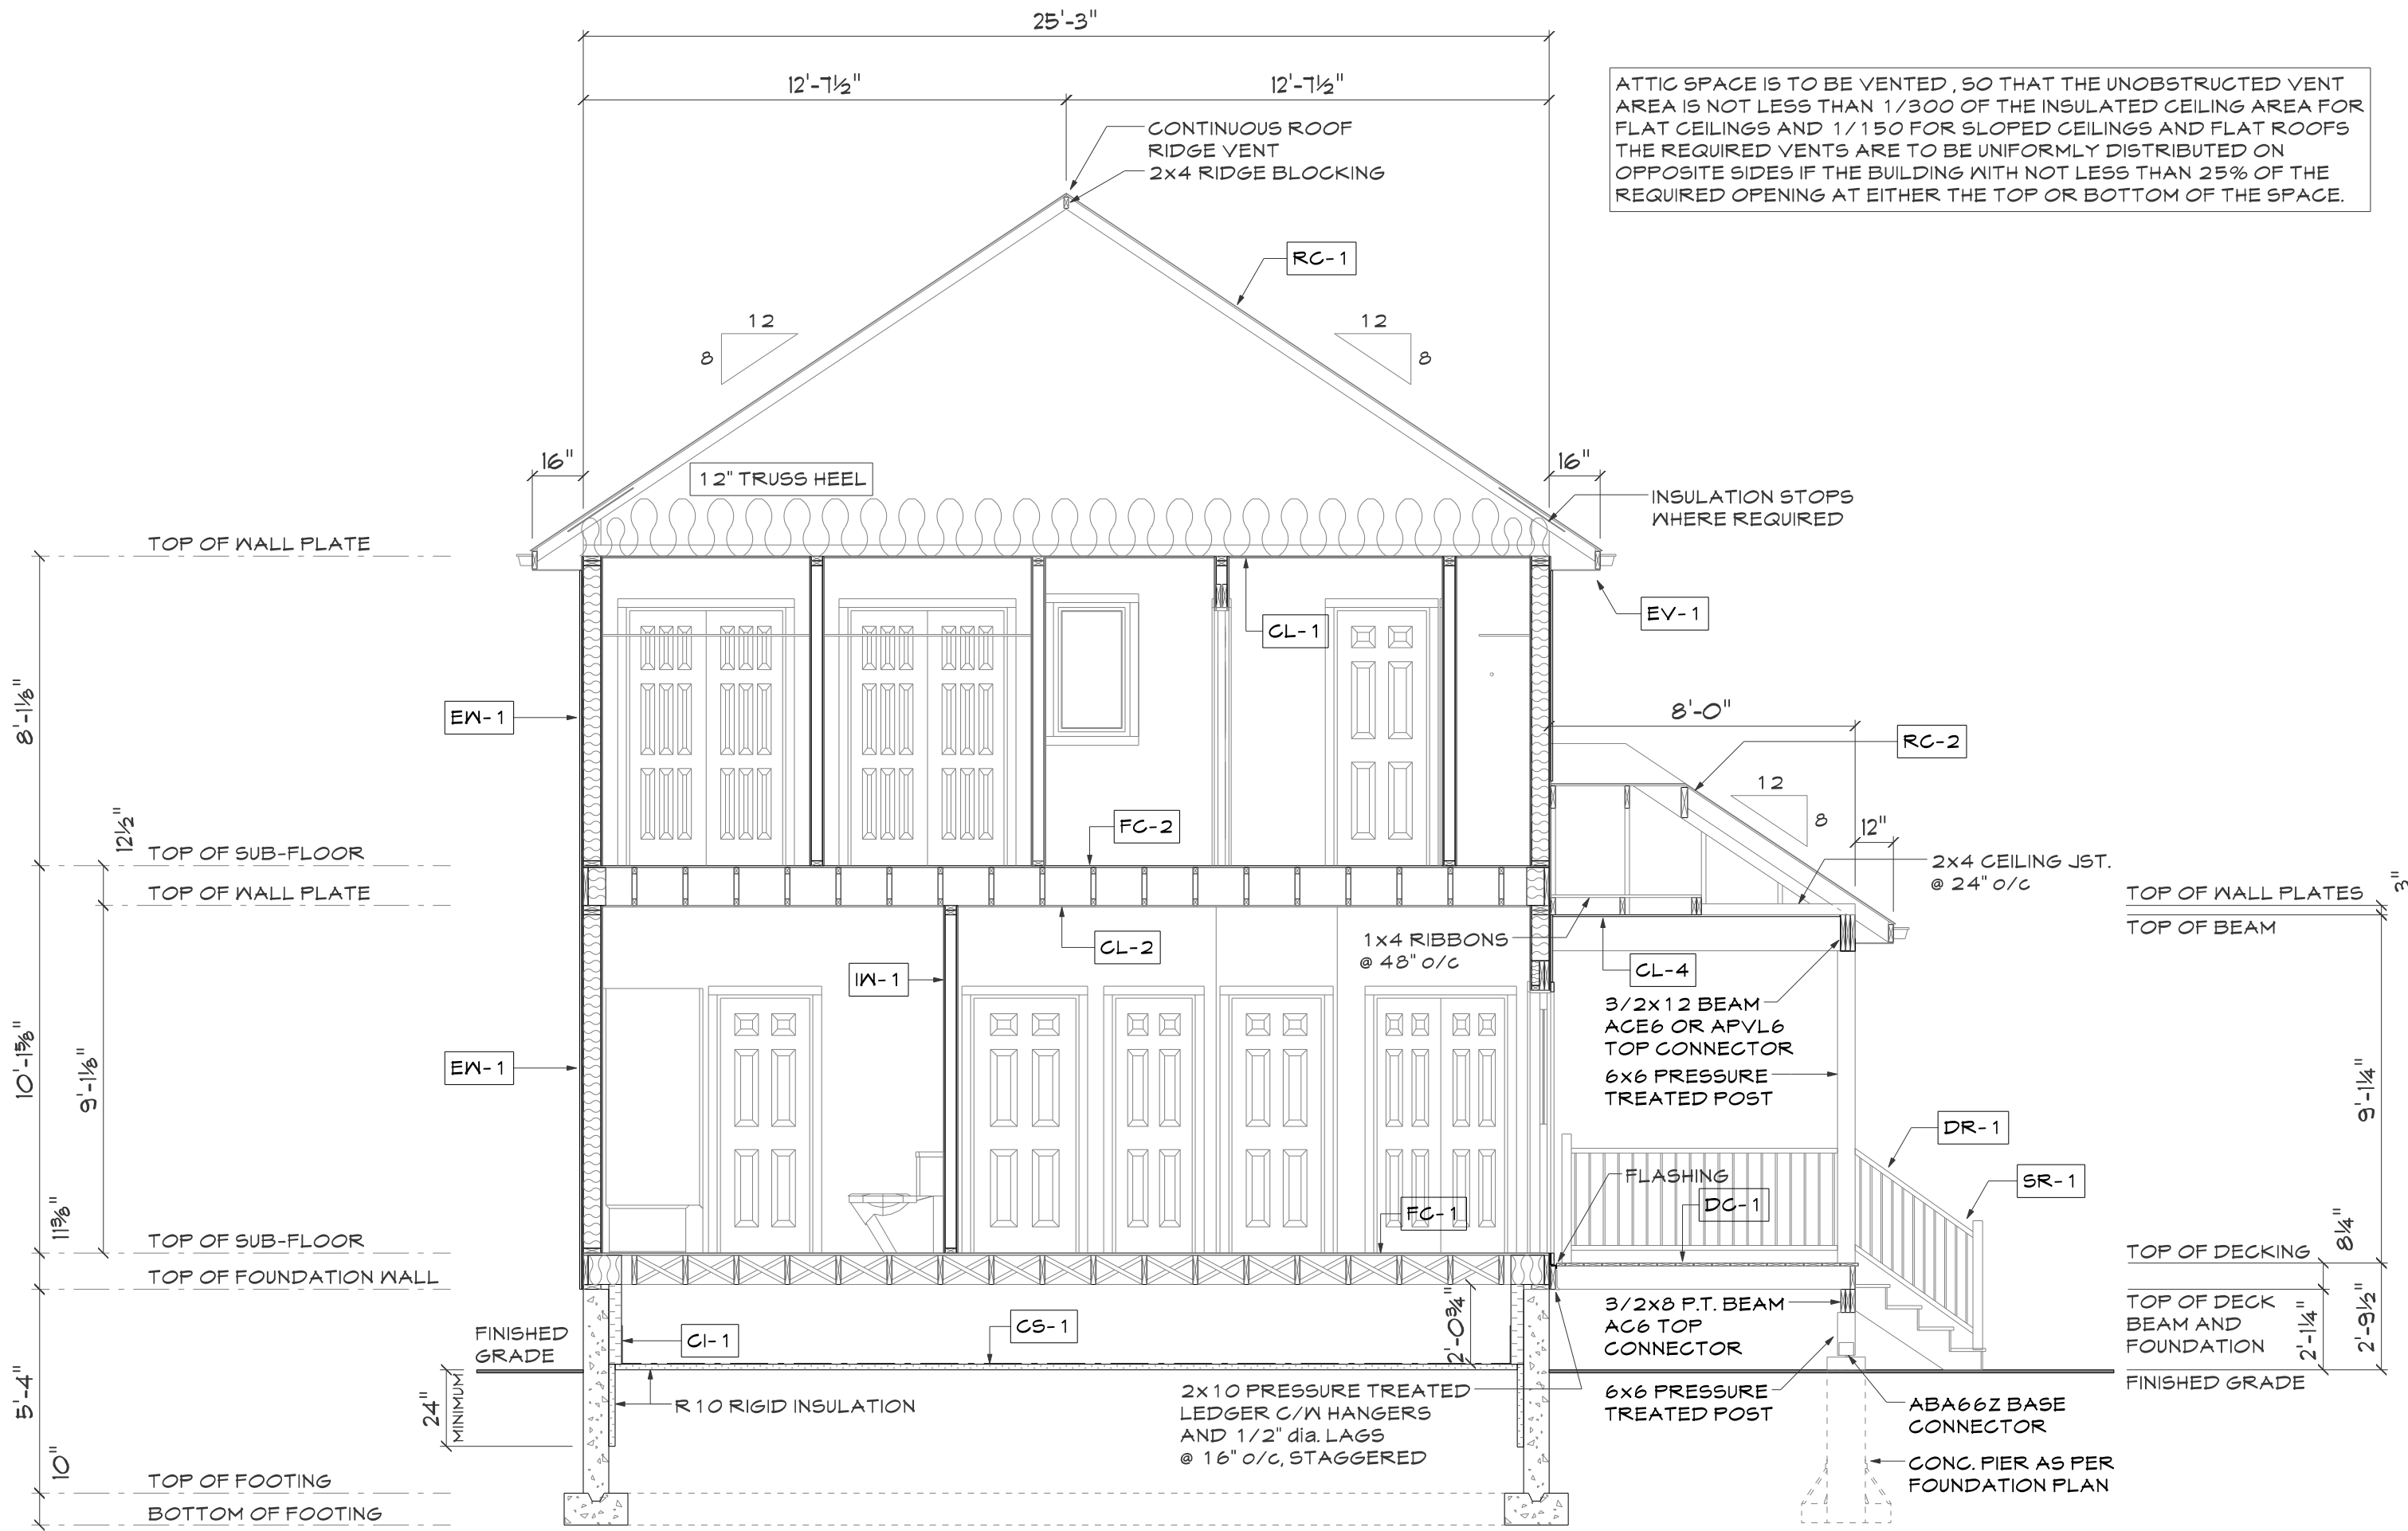 25'-3"
12'-7½"
12'-7½"
ATTIC SPACE IS TO BE VENTED, SO THAT THE UNOBSTRUCTED VENT
AREA IS NOT LESS THAN 1/300 OF THE INSULATED CEILING AREA FOR
FLAT CEILINGS AND 1/150 FOR SLOPED CEILINGS AND FLAT ROOFS
THE REQUIRED VENTS ARE TO BE UNIFORMLY DISTRIBUTED ON
OPPOSITE SIDES IF THE BUILDING WITH NOT LESS THAN 25% OF THE
REQUIRED OPENING AT EITHER THE TOP OR BOTTOM OF THE SPACE.
CONTINUOUS ROOF
RIDGE VENT
2x4 RIDGE BLOCKING
RC-1
12
8
12
8
16"
12" TRUSS HEEL
16"
INSULATION STOPS
WHERE REQUIRED
TOP OF WALL PLATE
EV-1
CL-1
8'-1⅛"
EW-1
8'-0"
RC-2
12
8
12"
12½"
FC-2
TOP OF SUB-FLOOR
2x4 CEILING JST.
@ 24" o/c
TOP OF WALL PLATE
TOP OF WALL PLATES
3"
TOP OF BEAM
1x4 RIBBONS
@ 48" o/c
CL-2
CL-4
IW-1
3/2x12 BEAM
ACE6 OR APVL6
TOP CONNECTOR
10'-1⅝"
9'-1⅛"
EW-1
6x6 PRESSURE
TREATED POST
9'-1¼"
DR-1
FLASHING
SR-1
DC-1
FC-1
11⅜"
8¼"
TOP OF SUB-FLOOR
TOP OF DECKING
TOP OF FOUNDATION WALL
3/2x8 P.T. BEAM
AC6 TOP
CONNECTOR
TOP OF DECK
BEAM AND
FOUNDATION
2'-1¼"
2'-9½"
FINISHED
GRADE
CI-1
CS-1
2'-0¾"
FINISHED GRADE
5'-4"
24"
MINIMUM
R10 RIGID INSULATION
2x10 PRESSURE TREATED
LEDGER C/W HANGERS
AND 1/2" dia. LAGS
@ 16" o/c, STAGGERED
6x6 PRESSURE
TREATED POST
ABA66Z BASE
CONNECTOR
10"
CONC. PIER AS PER
FOUNDATION PLAN
TOP OF FOOTING
BOTTOM OF FOOTING